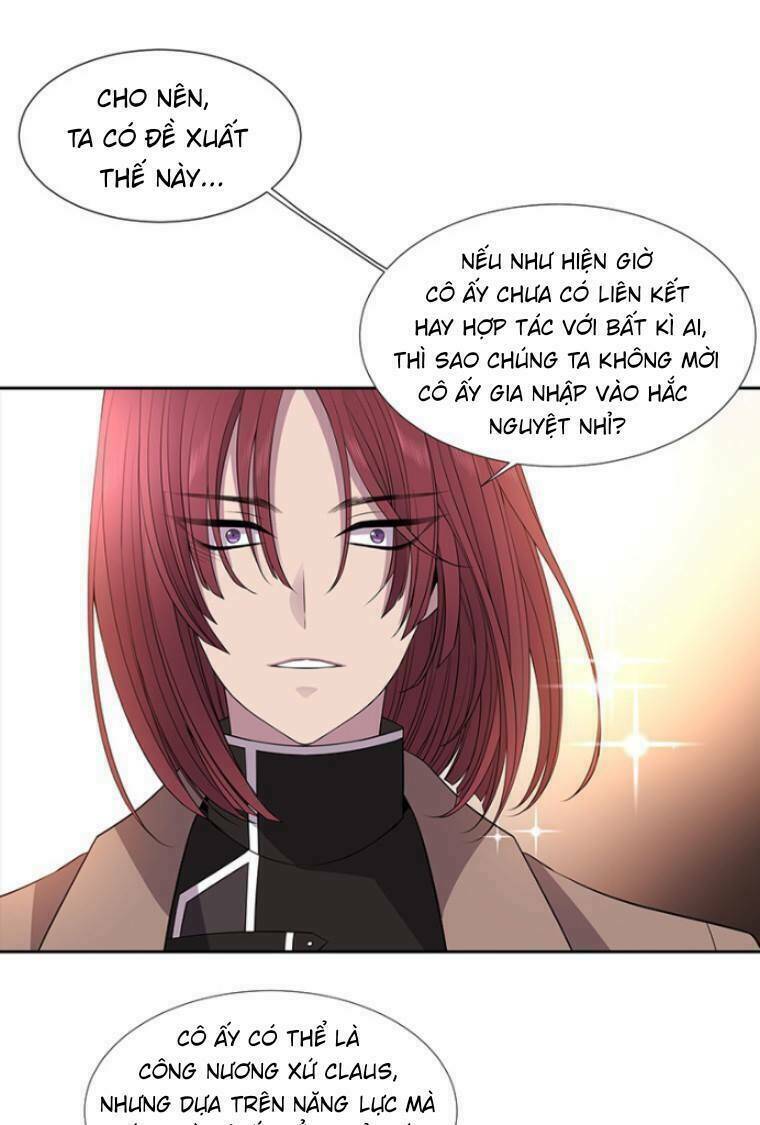 CHO NÊN,
TA CÓ ĐỀ XUẤT
THẾ NÀY...
NẾU NHƯ HIỆN GIỜ
CÔ ẤY CHƯA CÓ LIÊN KẾT
HAY HỢP TÁC VỚI BẤT KÌ AI,
THÌ SAO CHÚNG TA KHÔNG MỜI
CÔ ẤY GIA NHẬP VÀO HẮC
NGUYỆT NHỈ?
CÔ ẤY CÓ THỂ LÀ
CÔNG NƯƠNG XỨ CLAUS,
NHƯNG DỰA TRÊN NĂNG LỰC MÀ